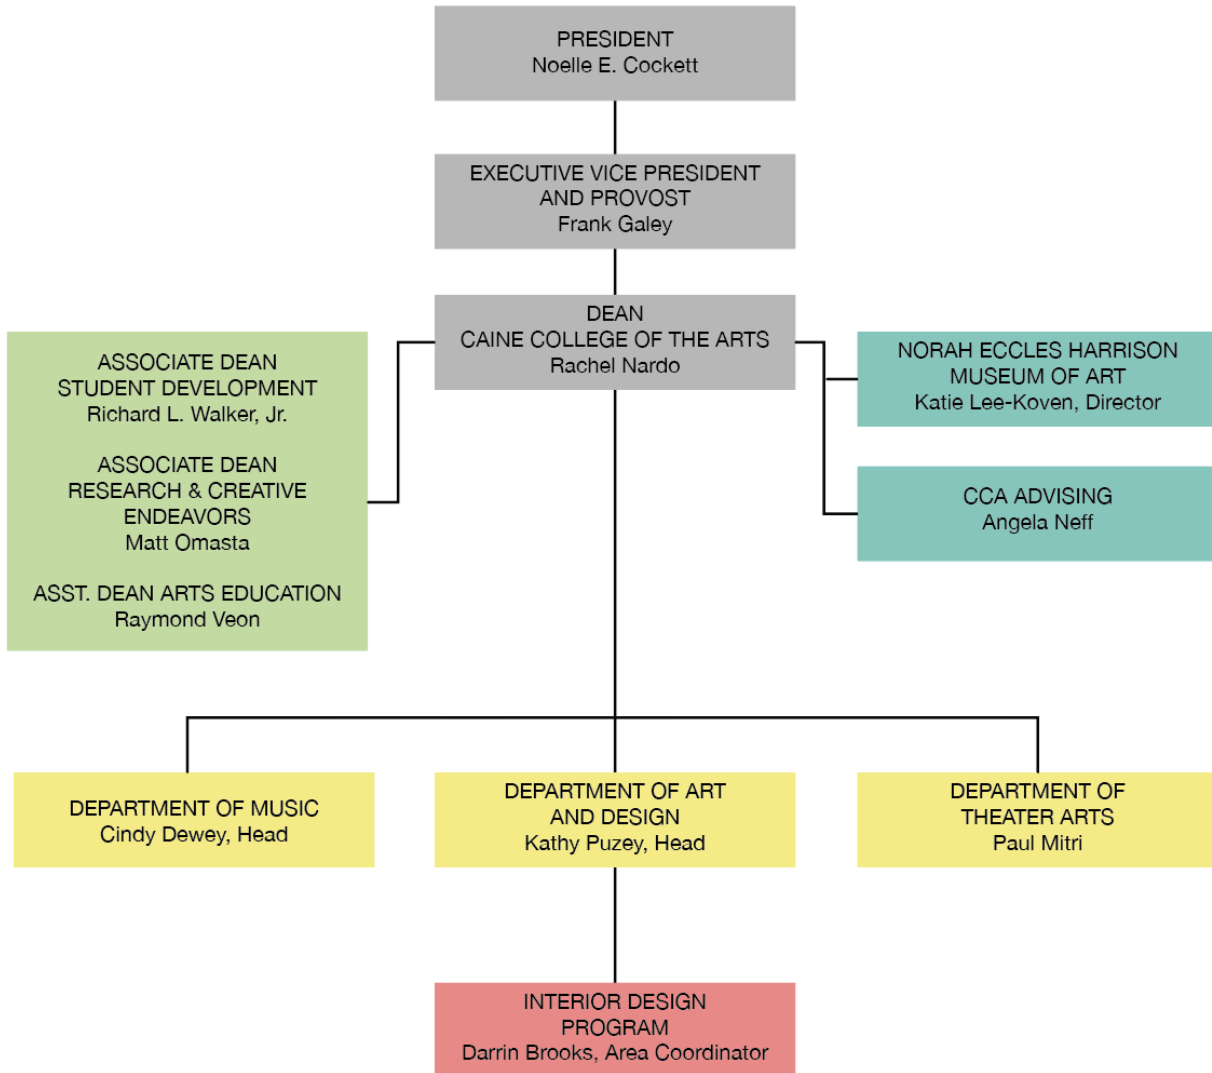 PRESIDENT
Noelle E. Cockett
EXECUTIVE VICE PRESIDENT
AND PROVOST
Frank Galey
DEAN
CAINE COLLEGE OF THE ARTS
Rachel Nardo
ASSOCIATE DEAN
STUDENT DEVELOPMENT
Richard L. Walker, Jr.
ASSOCIATE DEAN
RESEARCH & CREATIVE
ENDEAVORS
Matt Omasta
ASST. DEAN ARTS EDUCATION
Raymond Veon
NORAH ECCLES HARRISON
MUSEUM OF ART
Katie Lee-Koven, Director
CCA ADVISING
Angela Neff
DEPARTMENT OF MUSIC
Cindy Dewey, Head
DEPARTMENT OF ART
AND DESIGN
Kathy Puzey, Head
DEPARTMENT OF
THEATER ARTS
Paul Mitri
INTERIOR DESIGN
PROGRAM
Darrin Brooks, Area Coordinator